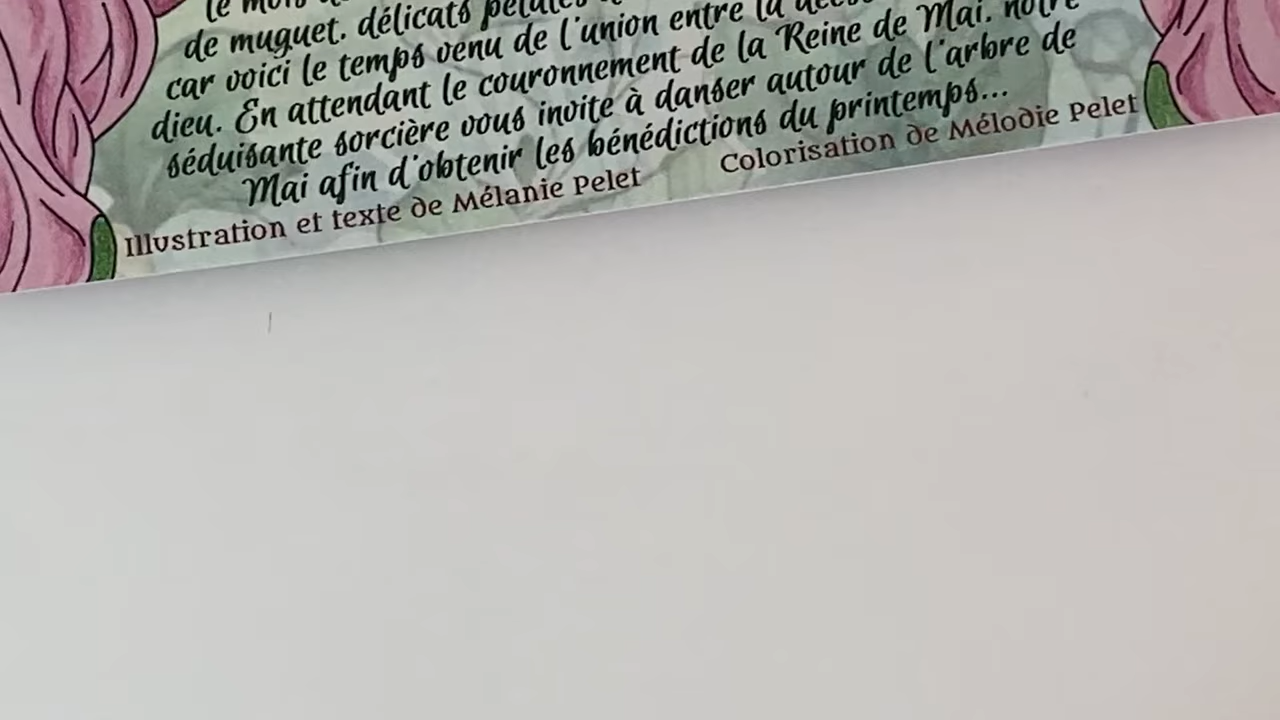 le mois
de muguet, délicats pétales
car voici le temps venu de l'union entre la
dieu. En attendant le couronnement de la Reine de Mai, notre
séduisante sorcière vous invite à danser autour de l'arbre de
Mai afin d'obtenir les bénédictions du printemps...
Illustration et texte de Mélanie Pelet
Colorisation de Mélodie Pelet